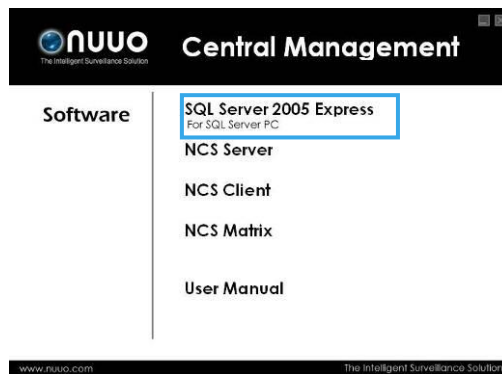 nuuo
The Intelligent Surveillance Solution
Central Management
Software
SQL Server 2005 Express
For SQL Server PC
NCS Server
NCS Client
NCS Matrix
User Manual
www.nuuo.com
The Intelligent Surveillance Solution